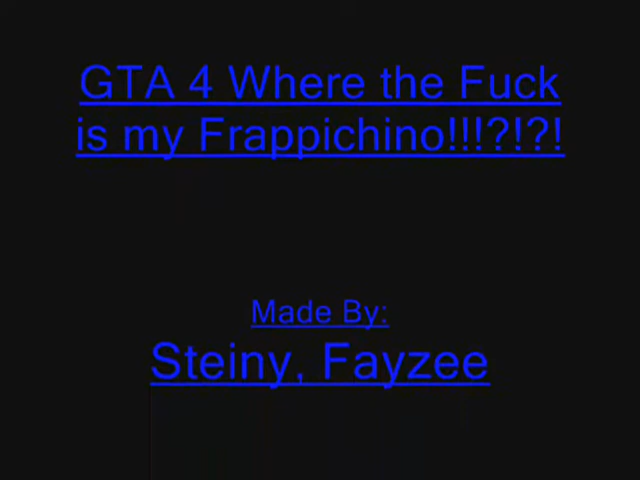 GTA 4 Where the Fuck
is my Frappichino!!!?!?!
Made By:
Steiny, Fayzee